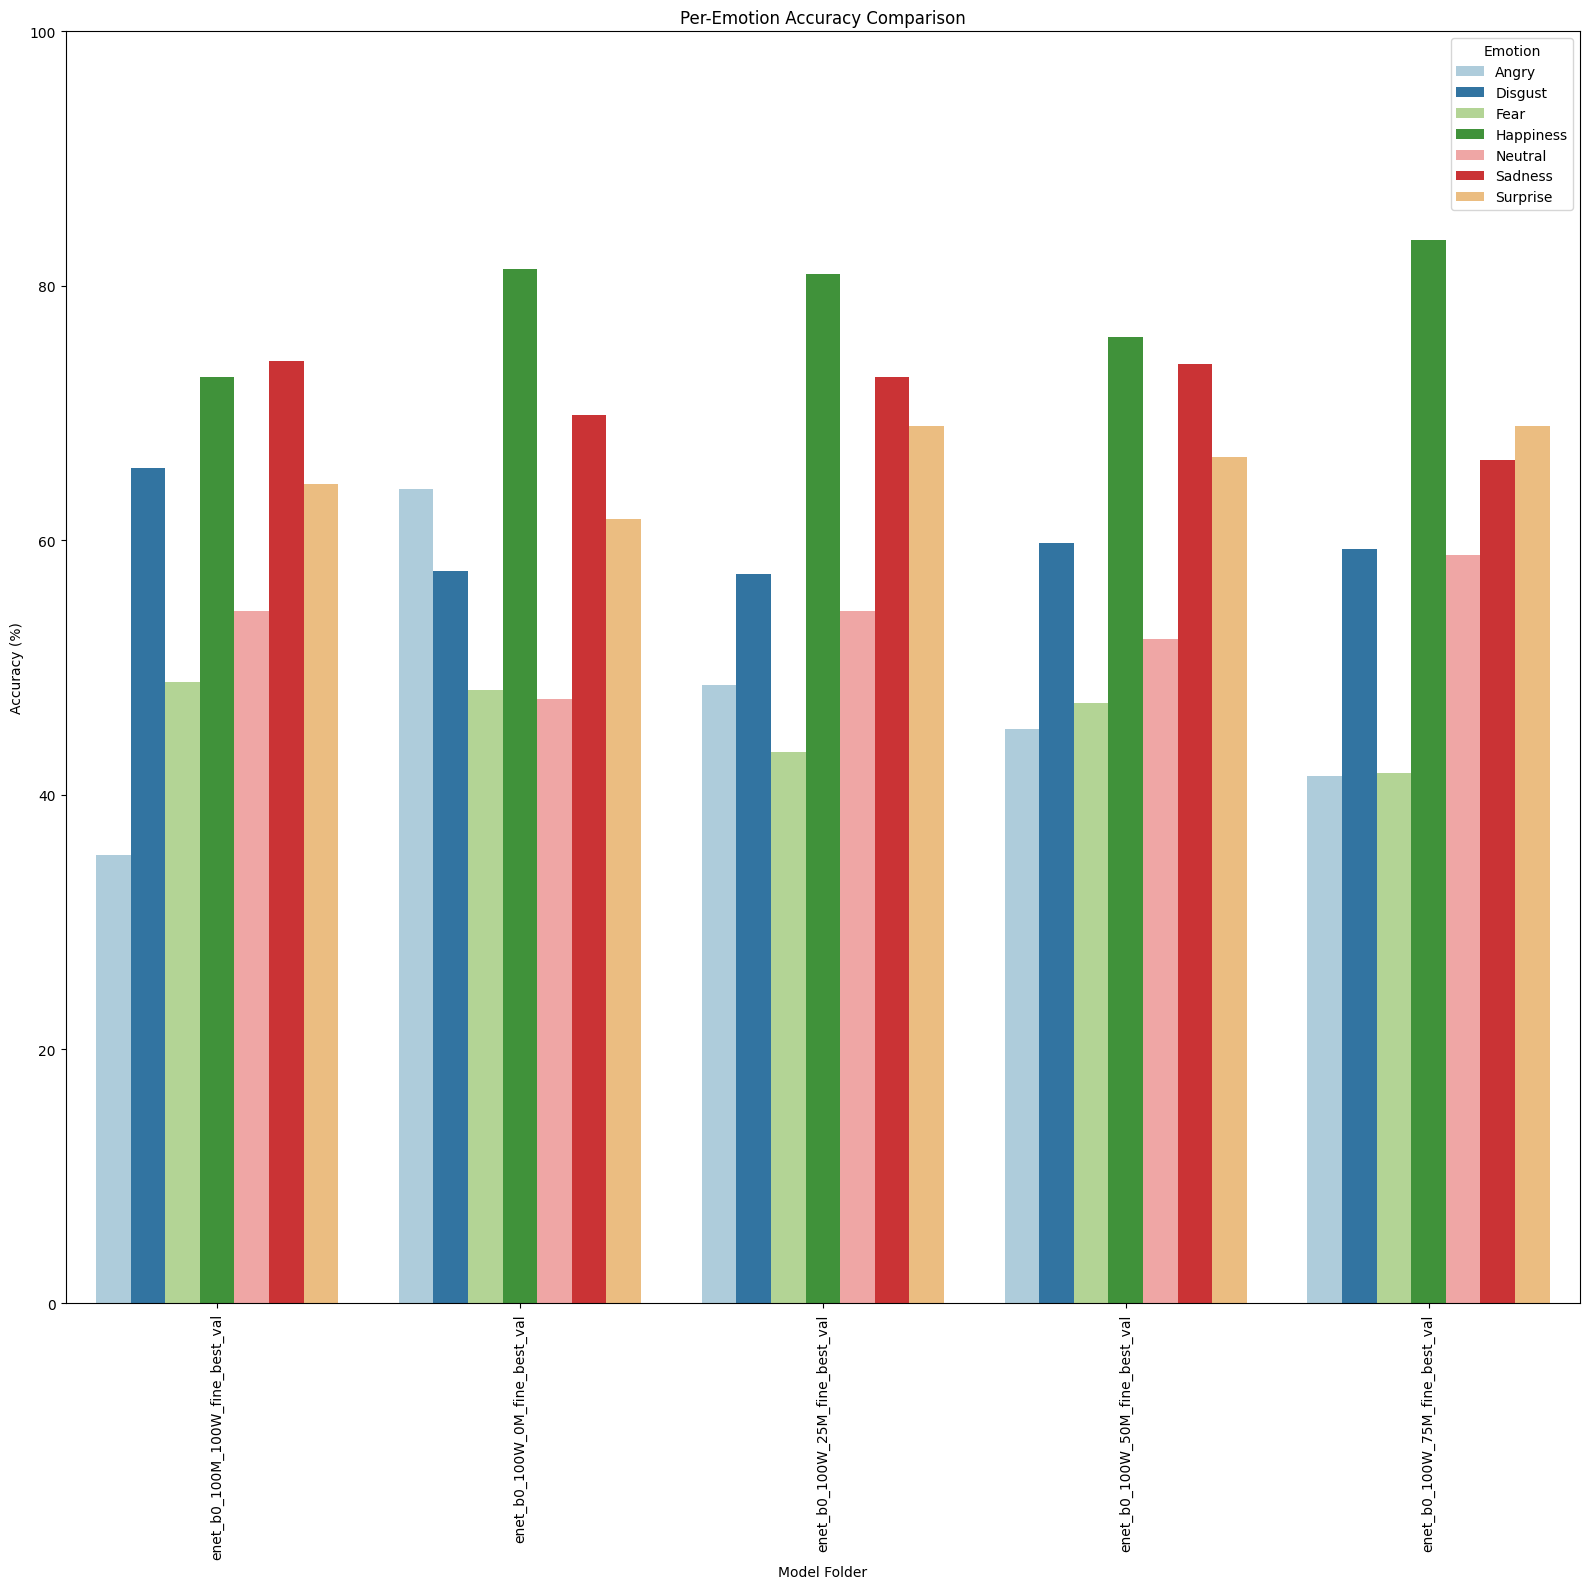 Per-Emotion Accuracy Comparison
100
80
60
40
20
0
Accuracy (%)
Emotion
Angry
Disgust
Fear
Happiness
Neutral
Sadness
Surprise
enet_b0_100M_100W_fine_best_val
enet_b0_100W_0M_fine_best_val
enet_b0_100W_25M_fine_best_val
enet_b0_100W_50M_fine_best_val
enet_b0_100W_75M_fine_best_val
Model Folder